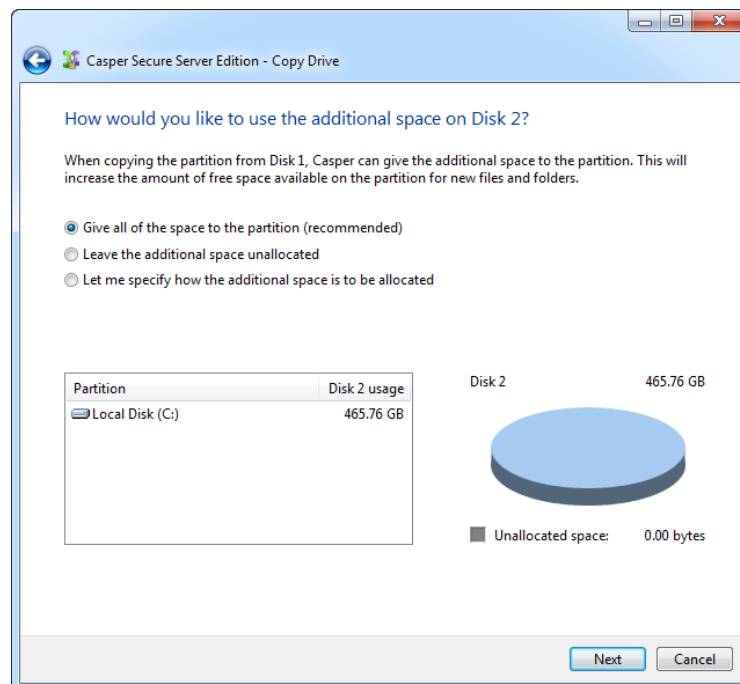 Casper Secure Server Edition - Copy Drive
How would you like to use the additional space on Disk 2?
When copying the partition from Disk 1, Casper can give the additional space to the partition. This will
increase the amount of free space available on the partition for new files and folders.
Give all of the space to the partition (recommended)
Leave the additional space unallocated
Let me specify how the additional space is to be allocated
Partition Disk 2 usage
Local Disk (C:) 465.76 GB
Disk 2 465.76 GB
Unallocated space: 0.00 bytes
Next Cancel